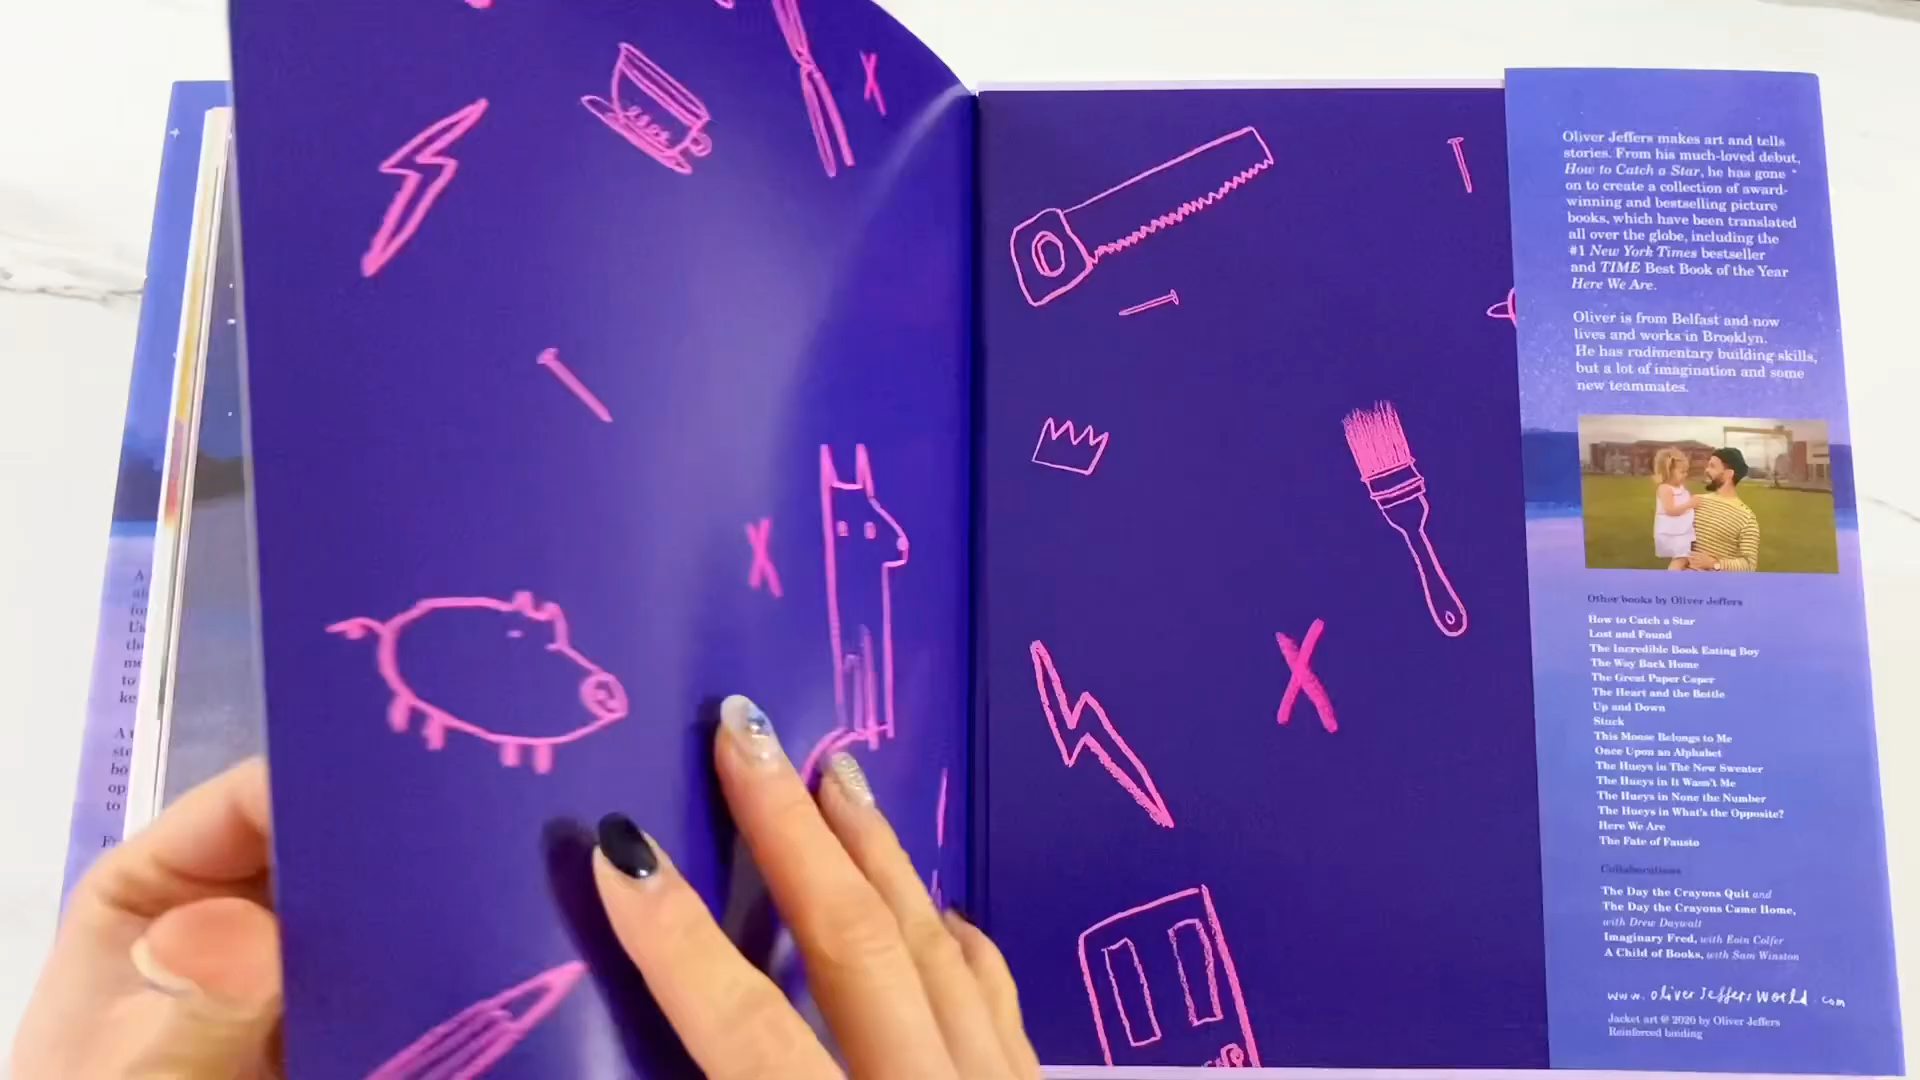 Oliver Jeffers makes art and tells
stories. From his much-loved debut,
How to Catch a Star, he has gone
on to create a collection of award-
winning and bestselling picture
books, which have been translated
all over the globe, including the
#1 New York Times bestseller
and TIME Best Book of the Year
Here We Are.
Oliver is from Belfast and now
lives and works in Brooklyn.
He has rudimentary building skills,
but a lot of imagination and some
new teammates.
Other books by Oliver Jeffers
How to Catch a Star
Lost and Found
The Incredible Book Eating Boy
The Way Back Home
The Great Paper Caper
The Heart and the Bottle
Up and Down
Stuck
This Moose Belongs to Me
Once Upon an Alphabet
The Hueys in The New Sweater
The Hueys in It Wasn't Me
The Hueys in None the Number
The Hueys in What's the Opposite?
Here We Are
The Fate of Fausto
Collaborations
The Day the Crayons Quit and
The Day the Crayons Came Home,
with Drew Daywalt
Imaginary Fred, with Eoin Colfer
A Child of Books, with Sam Winston
www.oliverjeffersworld.com
Jacket art © 2020 by Oliver Jeffers
Reinforced binding